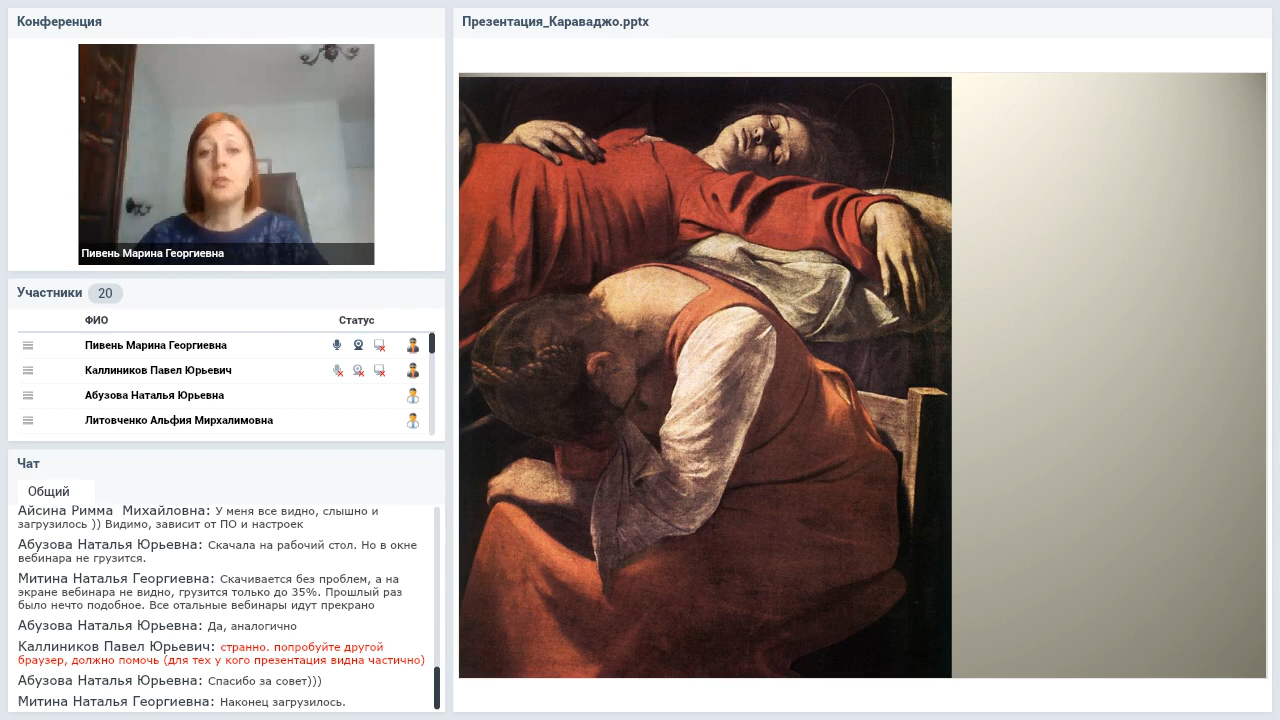 Конференция
Пивень Марина Георгиевна
Участники 20
ФИО Статус
Пивень Марина Георгиевна
Каллиников Павел Юрьевич
Абузова Наталья Юрьевна
Литовченко Альфия Мирхалимовна
Чат
Общий
Айсина Римма Михайловна: У меня все видно, слышно и
загрузилось )) Видимо, зависит от ПО и настроек
Абузова Наталья Юрьевна: Скачала на рабочий стол. Но в окне
вебинара не грузится.
Митина Наталья Георгиевна: Скачивается без проблем, а на
экране вебинара не видно, грузится только до 35%. Прошлый раз
было нечто подобное. Все отальные вебинары идут прекрано
Абузова Наталья Юрьевна: Да, аналогично
Каллиников Павел Юрьевич: странно. попробуйте другой
браузер, должно помочь (для тех у кого презентация видна частично)
Абузова Наталья Юрьевна: Спасибо за совет)))
Митина Наталья Георгиевна: Наконец загрузилось.
Презентация_Караваджо.pptx